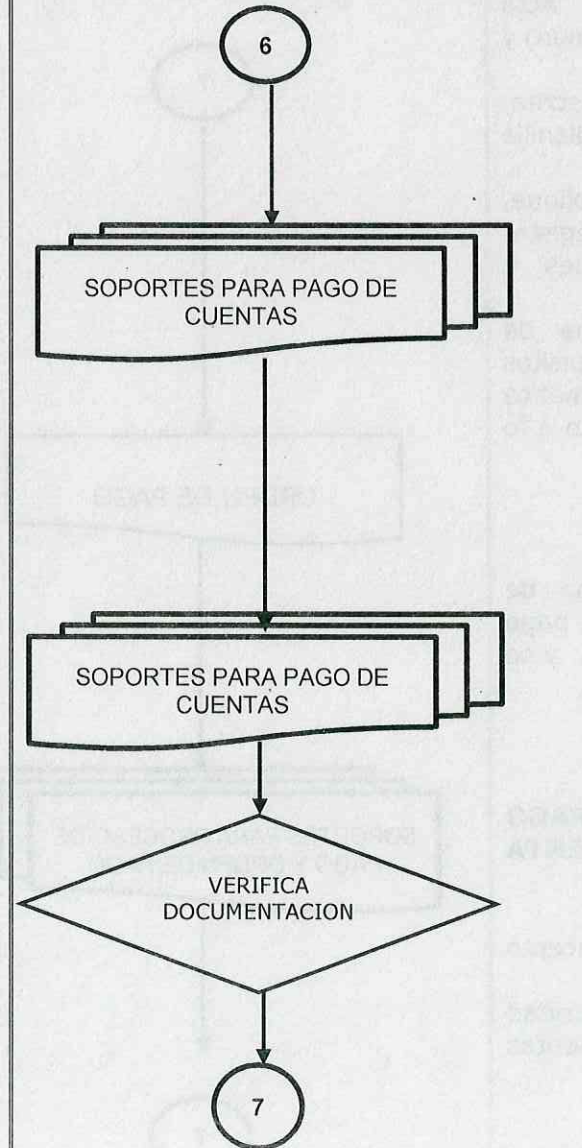 6
SOPORTES PARA PAGO DE
CUENTAS
SOPORTES PARA PAGO DE
CUENTAS
VERIFICA
DOCUMENTACION
7